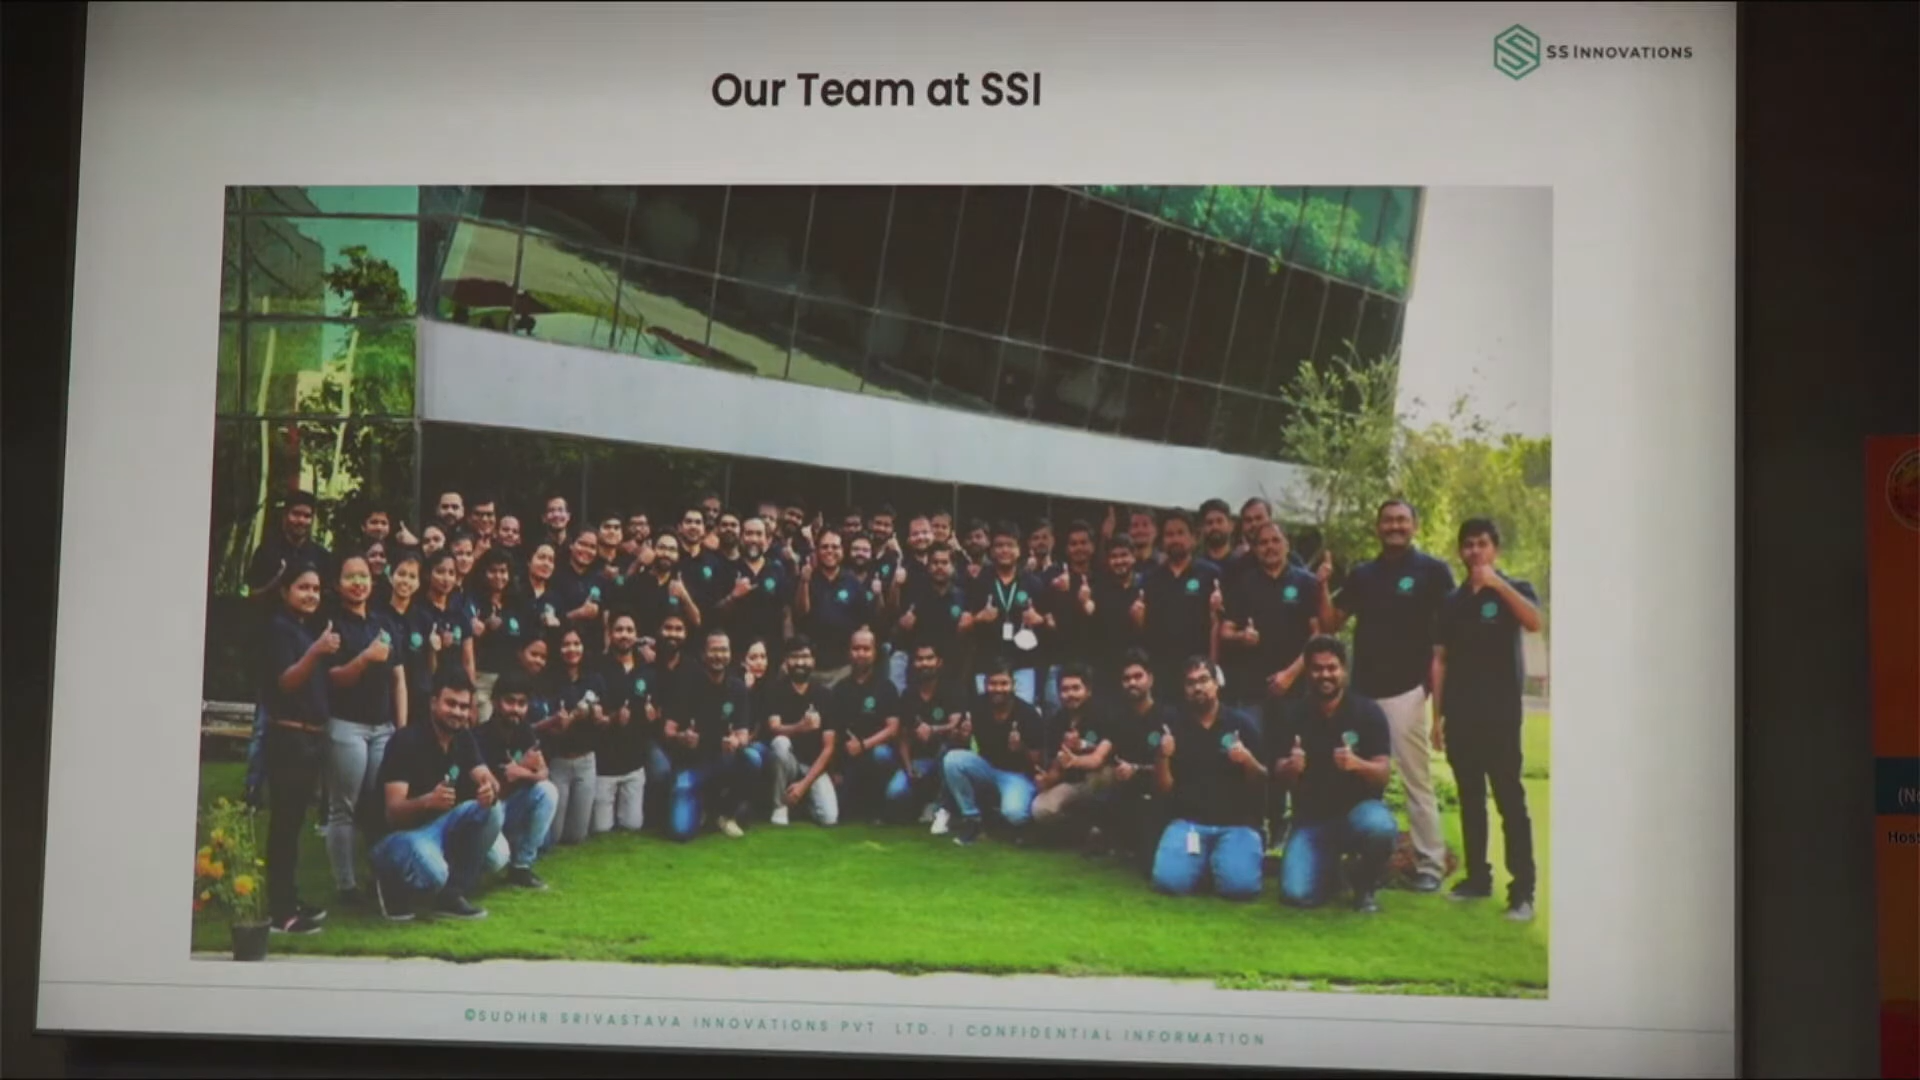 SS INNOVATIONS
Our Team at SSI
©SUDHIR SRIVASTAVA INNOVATIONS PVT. LTD. | CONFIDENTIAL INFORMATION